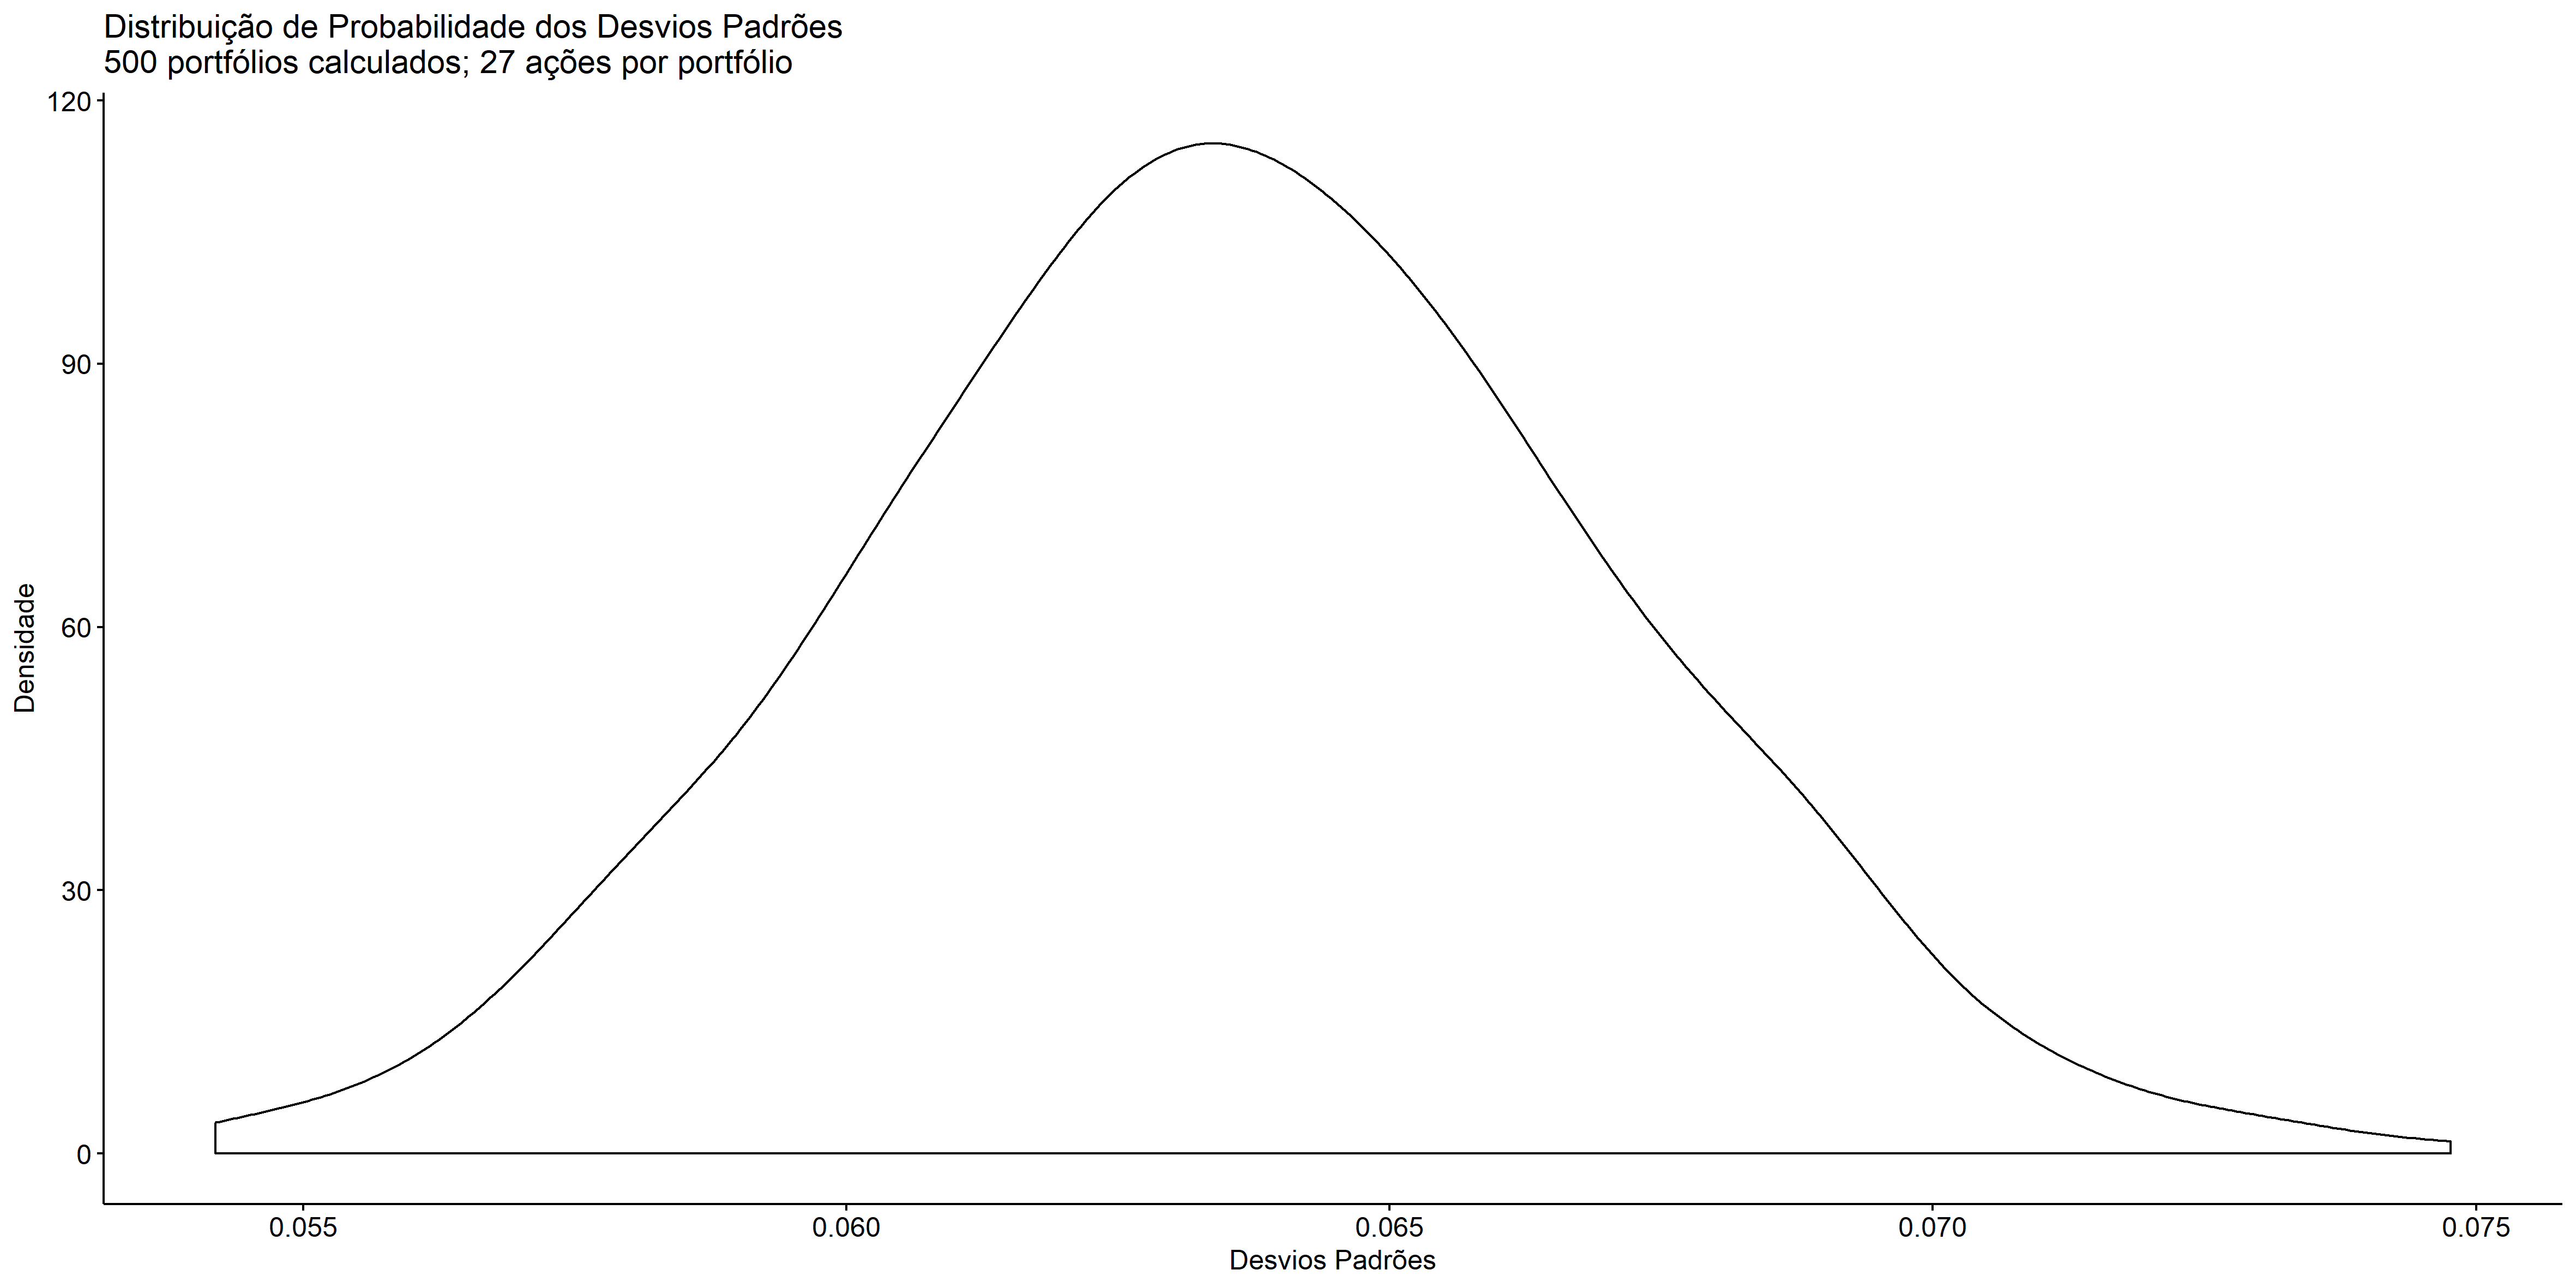 Distribuição de Probabilidade dos Desvios Padrões
500 portfólios calculados; 27 ações por portfólio
120
90
60
30
0
Densidade
0.055
0.060
0.065
0.070
0.075
Desvios Padrões